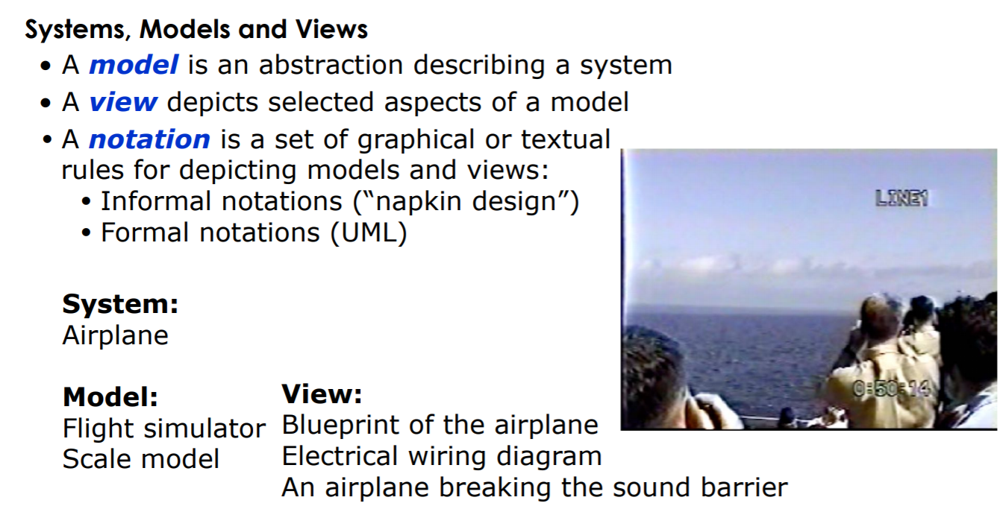 Systems, Models and Views
• A model is an abstraction describing a system
• A view depicts selected aspects of a model
• A notation is a set of graphical or textual
rules for depicting models and views:
• Informal notations (“napkin design”)
• Formal notations (UML)
LINE1
0:50:14
System:
Airplane
Model:
Flight simulator
Scale model
View:
Blueprint of the airplane
Electrical wiring diagram
An airplane breaking the sound barrier